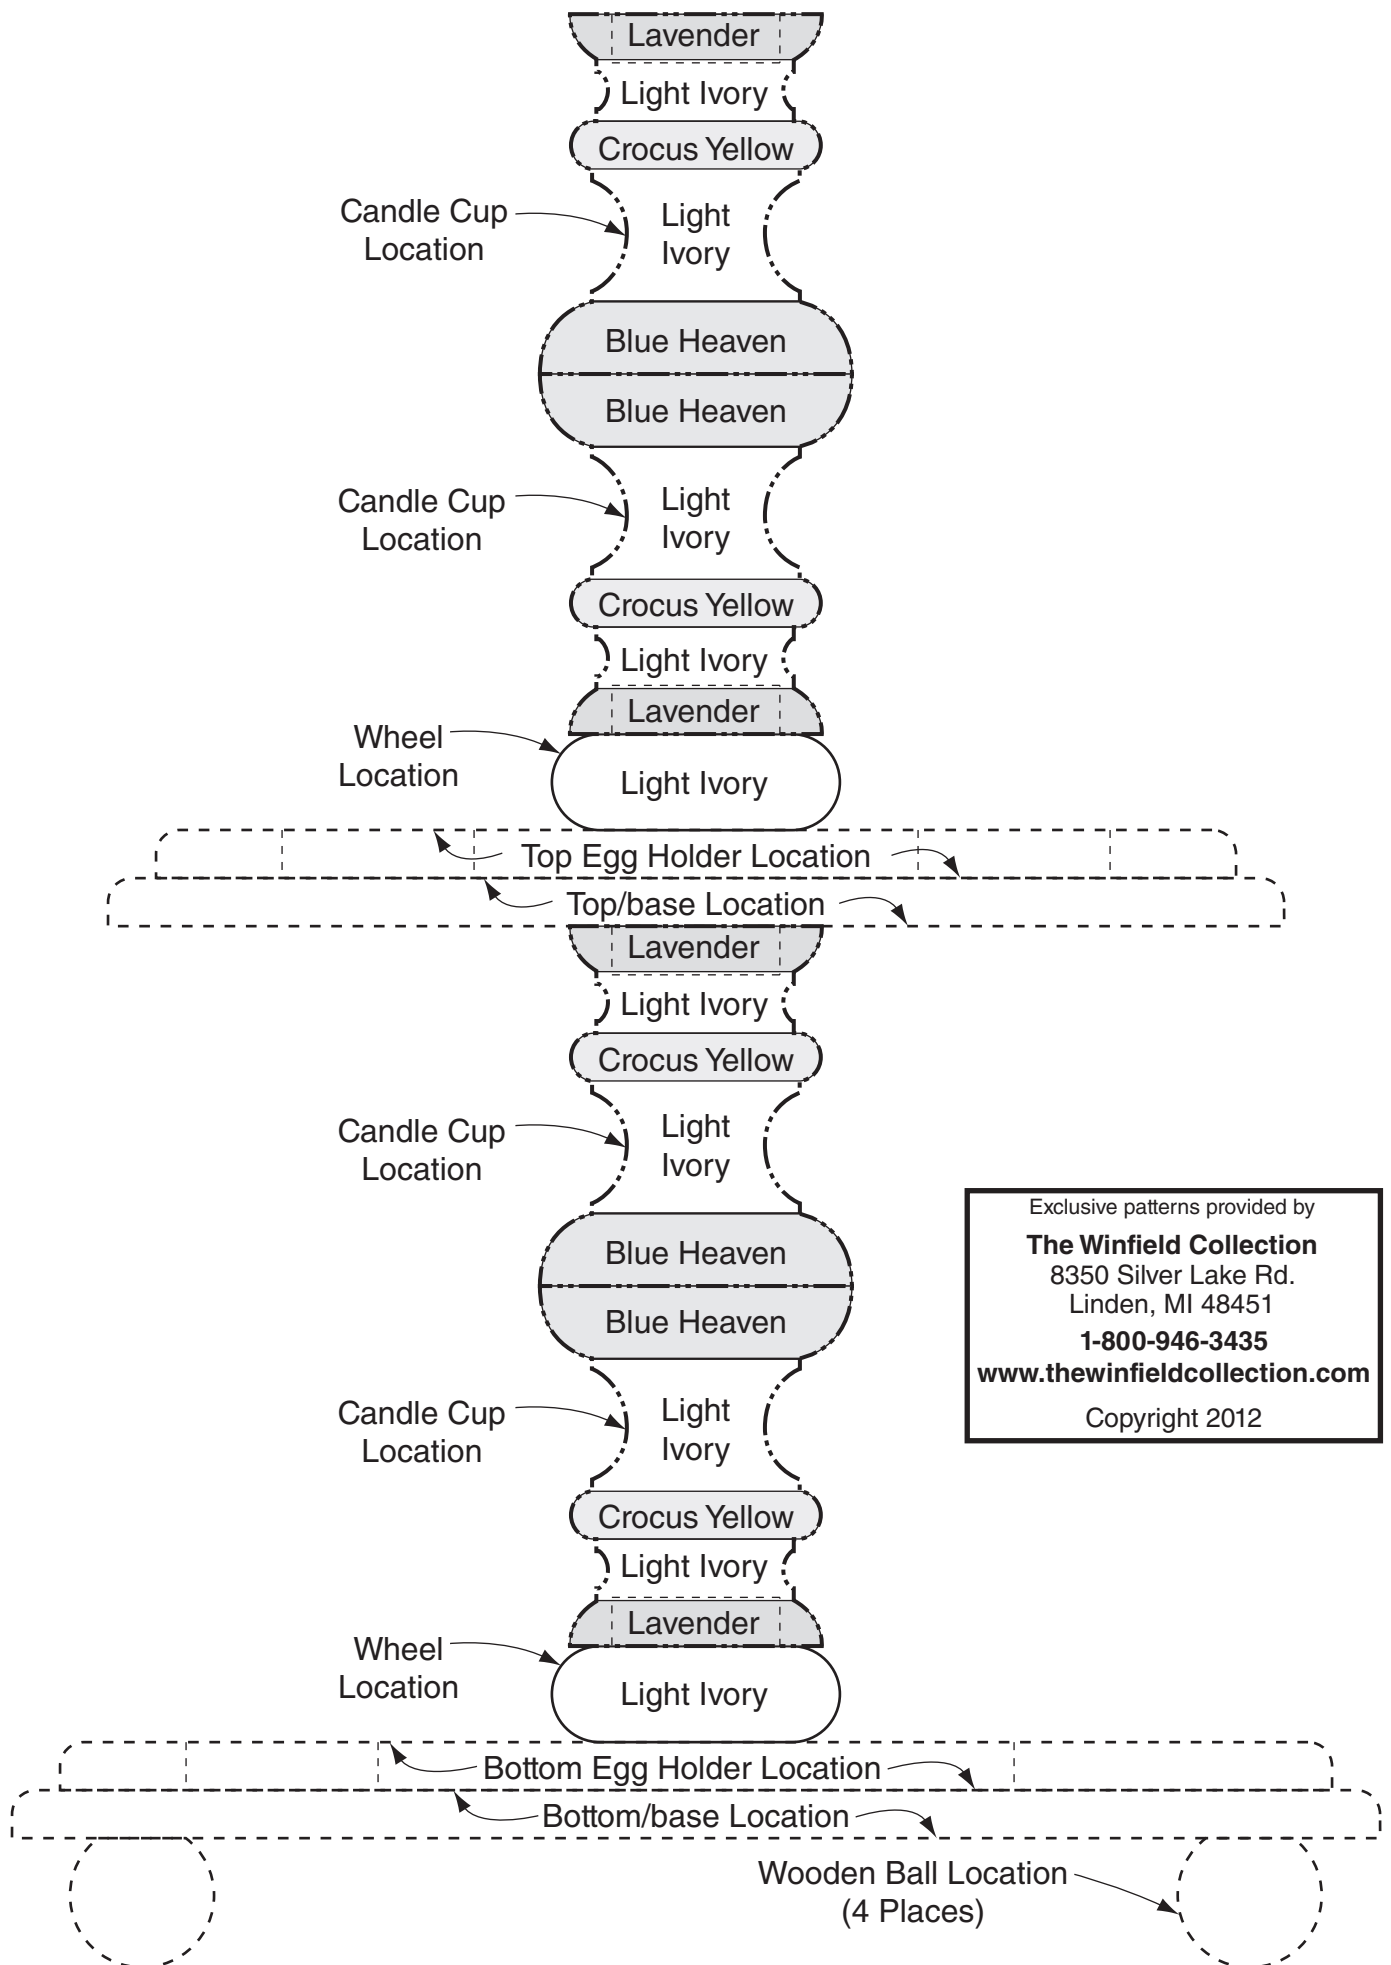 Lavender
Light Ivory
Crocus Yellow
Candle Cup
Location
Light
Ivory
Blue Heaven
Blue Heaven
Candle Cup
Location
Light
Ivory
Crocus Yellow
Light Ivory
Lavender
Wheel
Location
Light Ivory
Top Egg Holder Location
Top/base Location
Lavender
Light Ivory
Crocus Yellow
Candle Cup
Location
Light
Ivory
Exclusive patterns provided by
The Winfield Collection
8350 Silver Lake Rd.
Linden, MI 48451
1-800-946-3435
www.thewinfieldcollection.com
Copyright 2012
Blue Heaven
Blue Heaven
Candle Cup
Location
Light
Ivory
Crocus Yellow
Light Ivory
Lavender
Wheel
Location
Light Ivory
Bottom Egg Holder Location
Bottom/base Location
Wooden Ball Location
(4 Places)